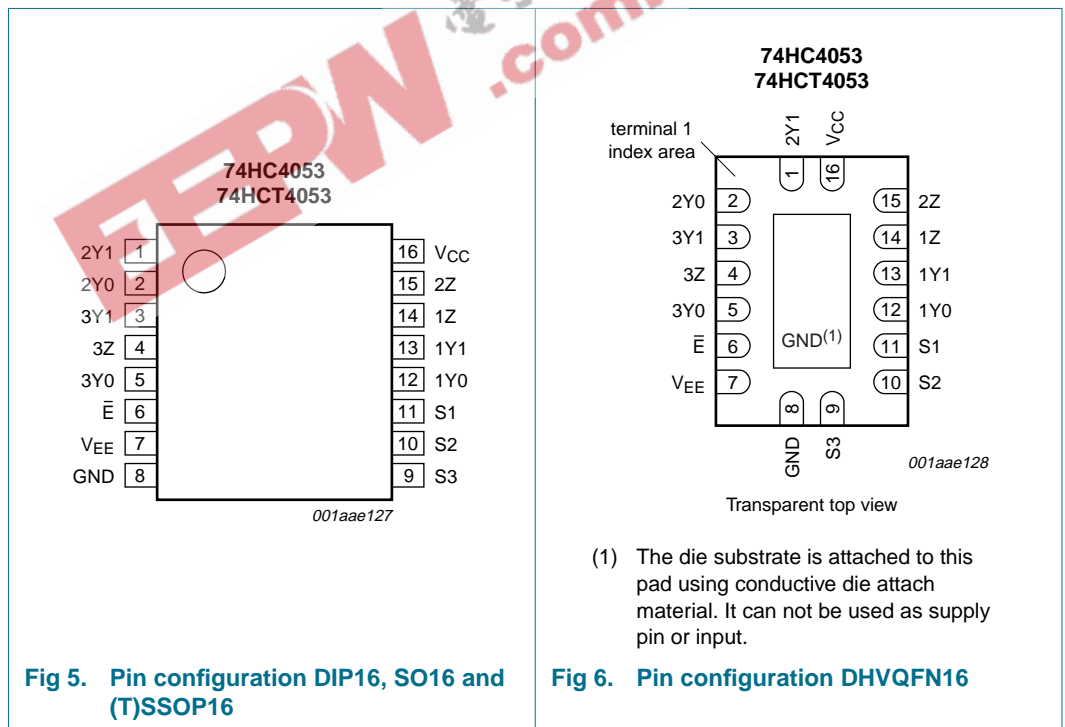 EEPW.com
74HC4053
74HCT4053
2Y1 1
2Y0 2
3Y1 3
3Z 4
3Y0 5
E̅ 6
VEE 7
GND 8
16 VCC
15 2Z
14 1Z
13 1Y1
12 1Y0
11 S1
10 S2
9 S3
001aae127
Fig 5. Pin configuration DIP16, SO16 and
(T)SSOP16
74HC4053
74HCT4053
terminal 1
index area
2Y1 VCC
1 16
2Y0 2
3Y1 3
3Z 4
3Y0 5
E̅ 6
VEE 7
15 2Z
14 1Z
13 1Y1
12 1Y0
11 S1
10 S2
GND(1)
8 9
GND S3
001aae128
Transparent top view
(1) The die substrate is attached to this
pad using conductive die attach
material. It can not be used as supply
pin or input.
Fig 6. Pin configuration DHVQFN16